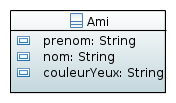 Ami
prenom: String
nom: String
couleurYeux: String